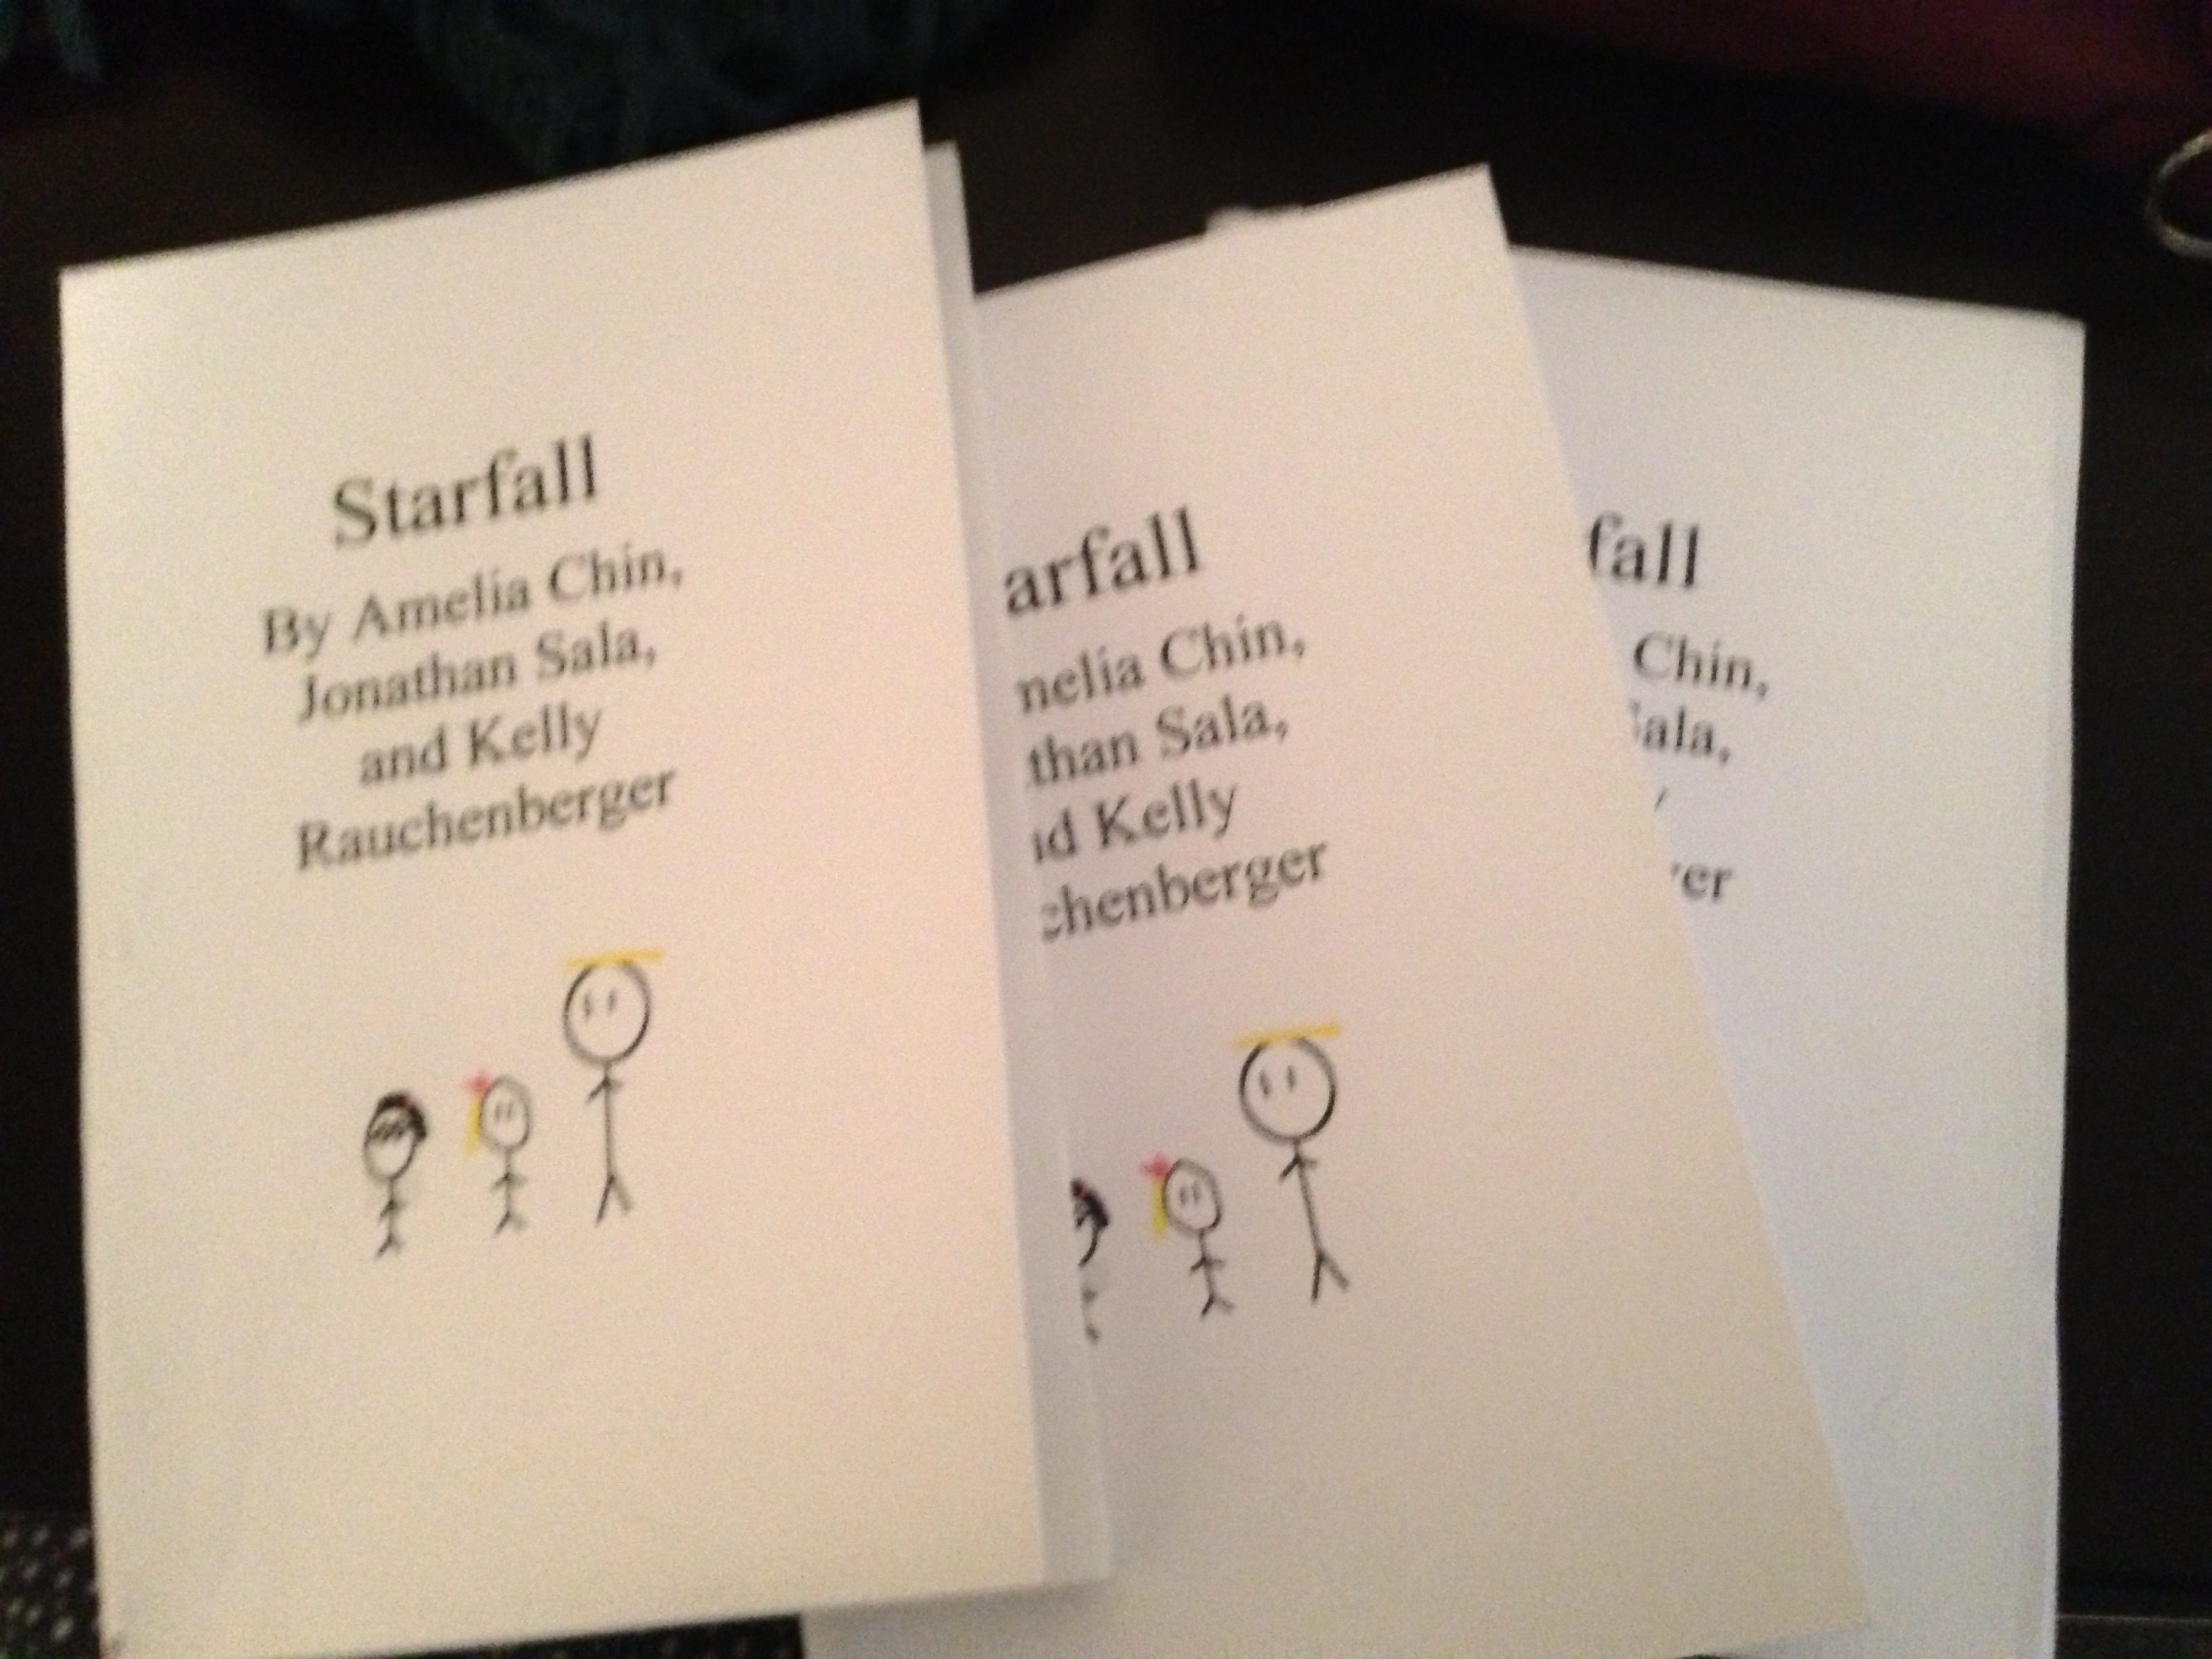 Starfall
By Amelia Chin,
Jonathan Sala,
and Kelly
Rauchenberger
arfall
nelia Chin,
than Sala,
d Kelly
chenberger
fall
Chin,
ala,
er